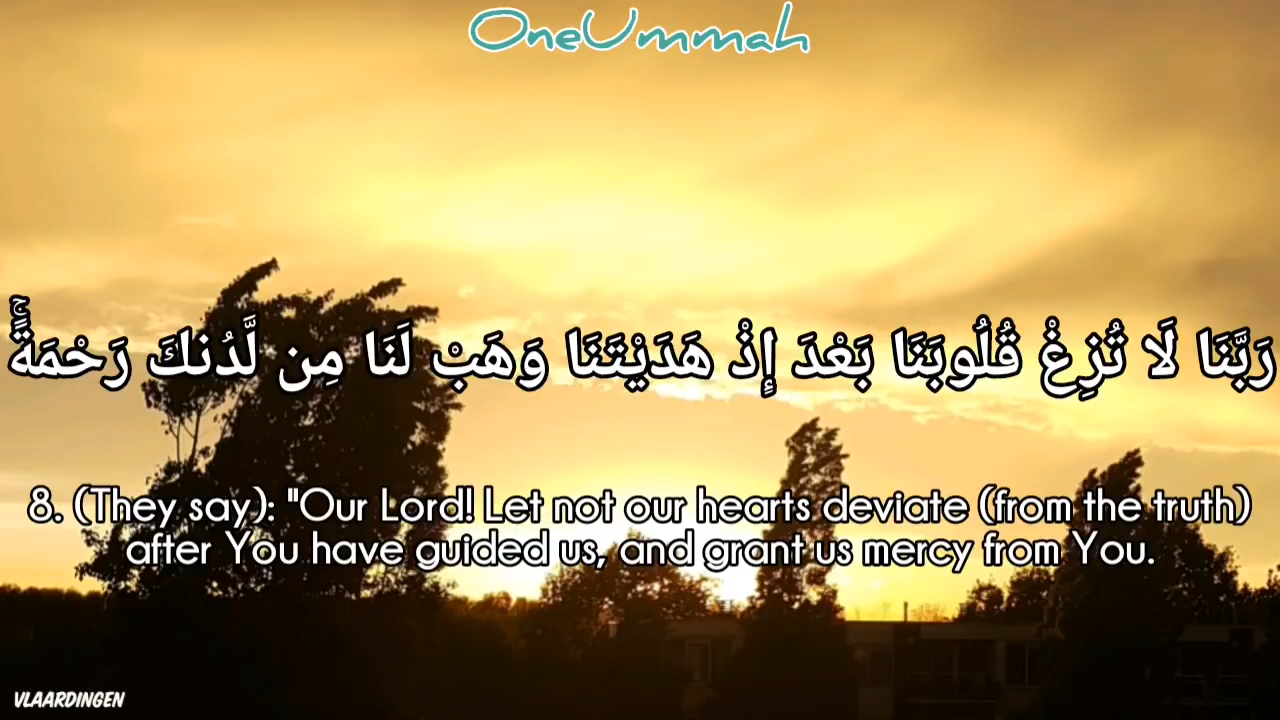 OneUmmah
رَبَّنَا لَا تُزِغْ قُلُوبَنَا بَعْدَ إِذْ هَدَيْتَنَا وَهَبْ لَنَا مِن لَّدُنكَ رَحْمَةًۚ
8. (They say): "Our Lord! Let not our hearts deviate (from the truth)
after You have guided us, and grant us mercy from You.
VLAARDINGEN